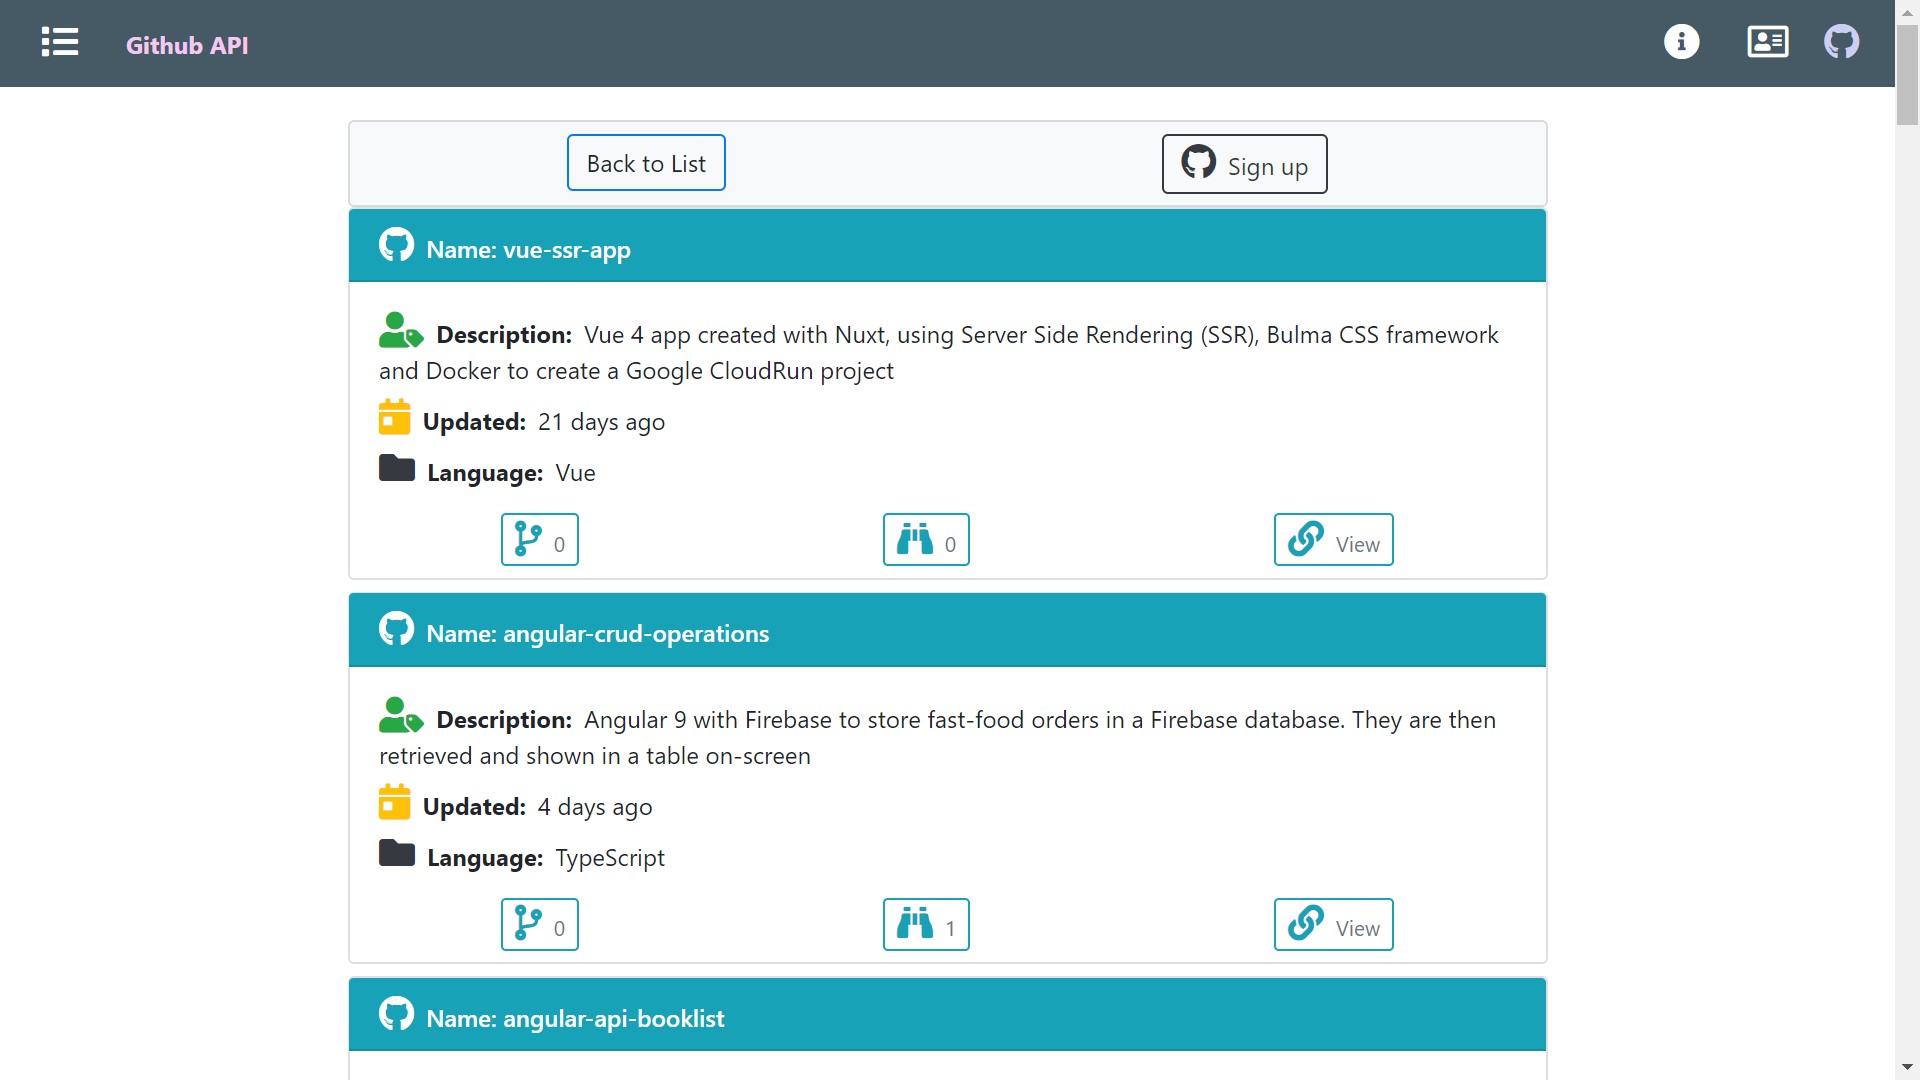 Github API
Back to List
Sign up
Name: vue-ssr-app
Description: Vue 4 app created with Nuxt, using Server Side Rendering (SSR), Bulma CSS framework
and Docker to create a Google CloudRun project
Updated: 21 days ago
Language: Vue
0
0
View
Name: angular-crud-operations
Description: Angular 9 with Firebase to store fast-food orders in a Firebase database. They are then
retrieved and shown in a table on-screen
Updated: 4 days ago
Language: TypeScript
0
1
View
Name: angular-api-booklist